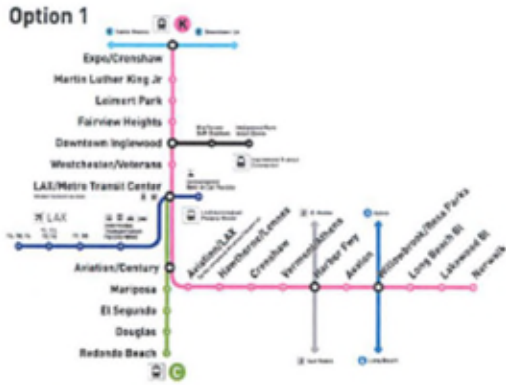 Option 1
K
Expo/Crenshaw
Martin Luther King Jr
Leimert Park
Fairview Heights
Downtown Inglewood
Westchester/Veterans
LAX/Metro Transit Center
LAX
Aviation/Century
Mariposa
El Segundo
Douglas
Redondo Beach
C
Aviation/LAX
Hawthorne/Lennox
Crenshaw
Vermont/Athens
Harbor Fwy
Avalon
Willowbrook/Rosa Parks
Long Beach Bl
Lakewood Bl
Norwalk
Long Beach